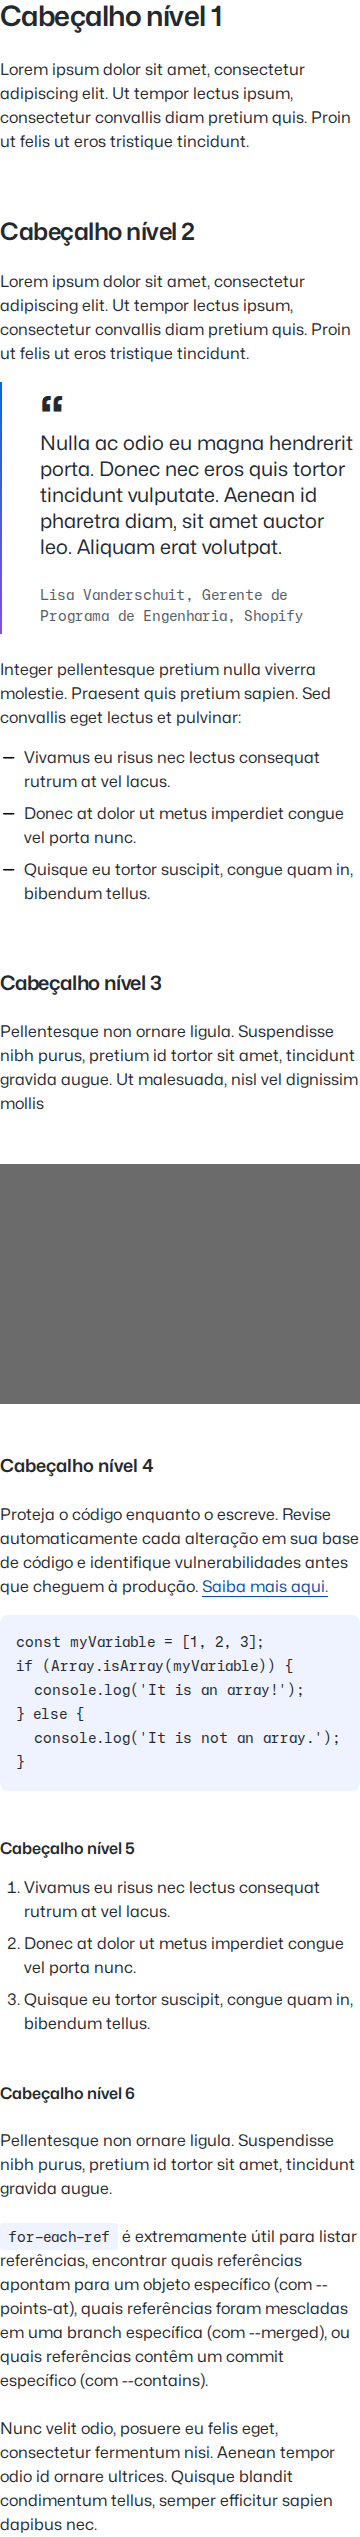 Cabeçalho nível 1
Lorem ipsum dolor sit amet, consectetur
adipiscing elit. Ut tempor lectus ipsum,
consectetur convallis diam pretium quis. Proin
ut felis ut eros tristique tincidunt.
Cabeçalho nível 2
Lorem ipsum dolor sit amet, consectetur
adipiscing elit. Ut tempor lectus ipsum,
consectetur convallis diam pretium quis. Proin
ut felis ut eros tristique tincidunt.
“
Nulla ac odio eu magna hendrerit
porta. Donec nec eros quis tortor
tincidunt vulputate. Aenean id
pharetra diam, sit amet auctor
leo. Aliquam erat volutpat.
Lisa Vanderschuit, Gerente de
Programa de Engenharia, Shopify
Integer pellentesque pretium nulla viverra
molestie. Praesent quis pretium sapien. Sed
convallis eget lectus et pulvinar:
— Vivamus eu risus nec lectus consequat
rutrum at vel lacus.
— Donec at dolor ut metus imperdiet congue
vel porta nunc.
— Quisque eu tortor suscipit, congue quam in,
bibendum tellus.
Cabeçalho nível 3
Pellentesque non ornare ligula. Suspendisse
nibh purus, pretium id tortor sit amet, tincidunt
gravida augue. Ut malesuada, nisl vel dignissim
mollis
Cabeçalho nível 4
Proteja o código enquanto o escreve. Revise
automaticamente cada alteração em sua base
de código e identifique vulnerabilidades antes
que cheguem à produção. Saiba mais aqui.
const myVariable = [1, 2, 3];
if (Array.isArray(myVariable)) {
  console.log('It is an array!');
} else {
  console.log('It is not an array.');
}
Cabeçalho nível 5
1. Vivamus eu risus nec lectus consequat
rutrum at vel lacus.
2. Donec at dolor ut metus imperdiet congue
vel porta nunc.
3. Quisque eu tortor suscipit, congue quam in,
bibendum tellus.
Cabeçalho nível 6
Pellentesque non ornare ligula. Suspendisse
nibh purus, pretium id tortor sit amet, tincidunt
gravida augue.
for-each-ref é extremamente útil para listar
referências, encontrar quais referências
apontam para um objeto específico (com --
points-at), quais referências foram mescladas
em uma branch específica (com --merged), ou
quais referências contêm um commit
específico (com --contains).
Nunc velit odio, posuere eu felis eget,
consectetur fermentum nisi. Aenean tempor
odio id ornare ultrices. Quisque blandit
condimentum tellus, semper efficitur sapien
dapibus nec.